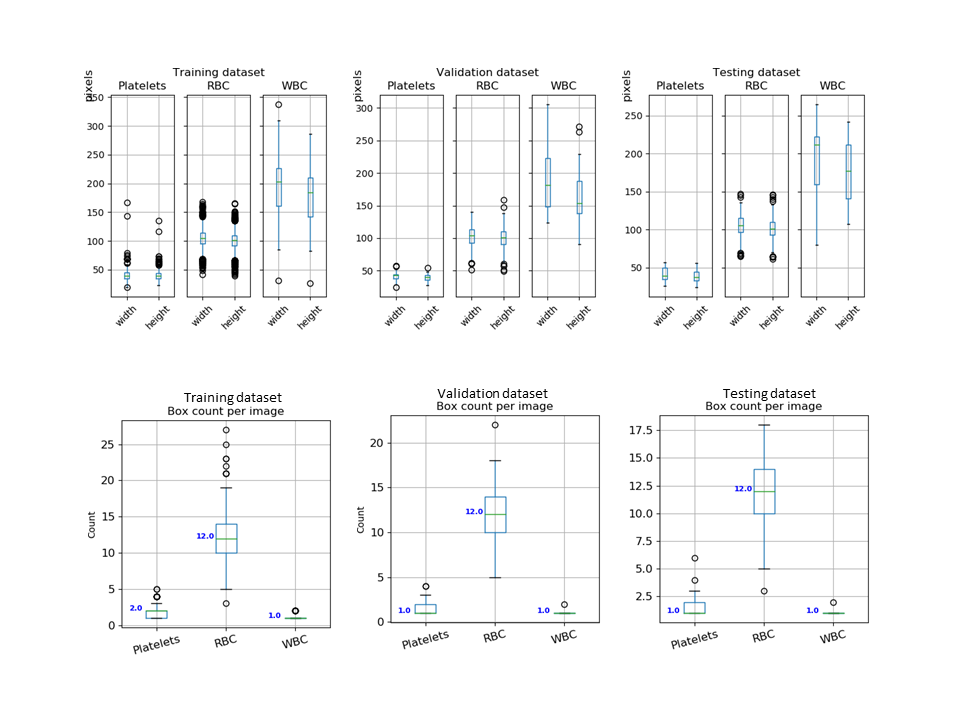 Training dataset
Platelets RBC WBC
pixels
350
300
250
200
150
100
50
width height width height width height
Validation dataset
Platelets RBC WBC
pixels
300
250
200
150
100
50
width height width height width height
Testing dataset
Platelets RBC WBC
pixels
250
200
150
100
50
width height width height width height
Training dataset
Box count per image
Count
25
20
15
10
5
0
2.0
12.0
1.0
Platelets RBC WBC
Validation dataset
Box count per image
Count
20
15
10
5
0
1.0
12.0
1.0
Platelets RBC WBC
Testing dataset
Box count per image
17.5
15.0
12.5
10.0
7.5
5.0
2.5
1.0
12.0
1.0
Platelets RBC WBC